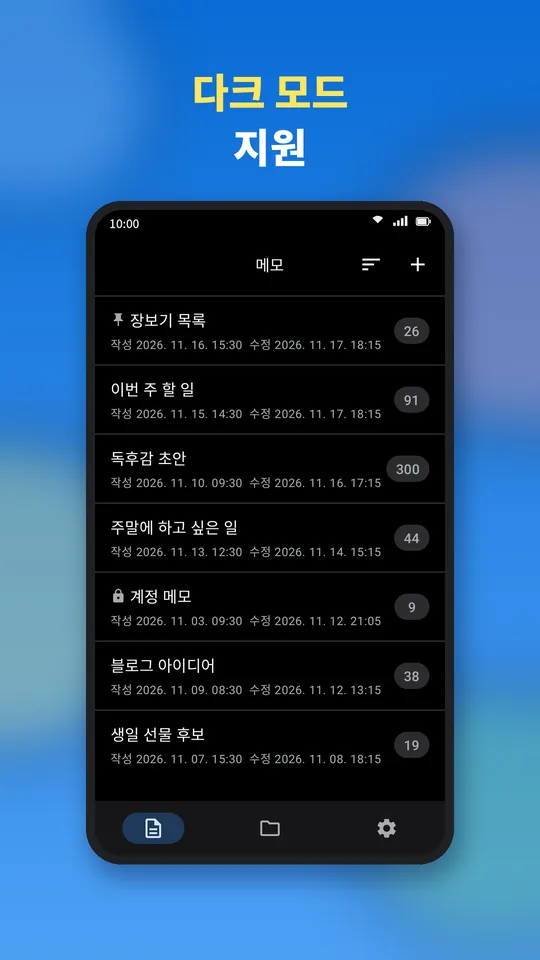 다크 모드
지원
10:00
메모
장보기 목록
작성 2026. 11. 16. 15:30 수정 2026. 11. 17. 18:15
26
이번 주 할 일
작성 2026. 11. 15. 14:30 수정 2026. 11. 17. 18:15
91
독후감 초안
작성 2026. 11. 10. 09:30 수정 2026. 11. 16. 17:15
300
주말에 하고 싶은 일
작성 2026. 11. 13. 12:30 수정 2026. 11. 14. 15:15
44
계정 메모
작성 2026. 11. 03. 09:30 수정 2026. 11. 12. 21:05
9
블로그 아이디어
작성 2026. 11. 09. 08:30 수정 2026. 11. 12. 13:15
38
생일 선물 후보
작성 2026. 11. 07. 15:30 수정 2026. 11. 08. 18:15
19